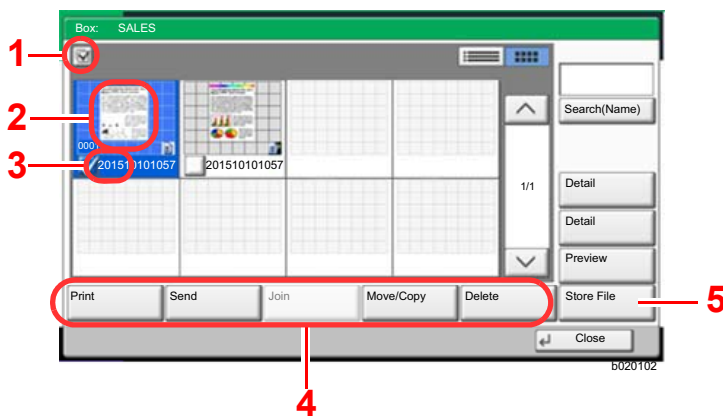 Box: SALES
1
2
3
0001
201510101057
201510101057
Search(Name)
1/1
Detail
Detail
Preview
Print
Send
Join
Move/Copy
Delete
Store File
5
Close
b020102
4